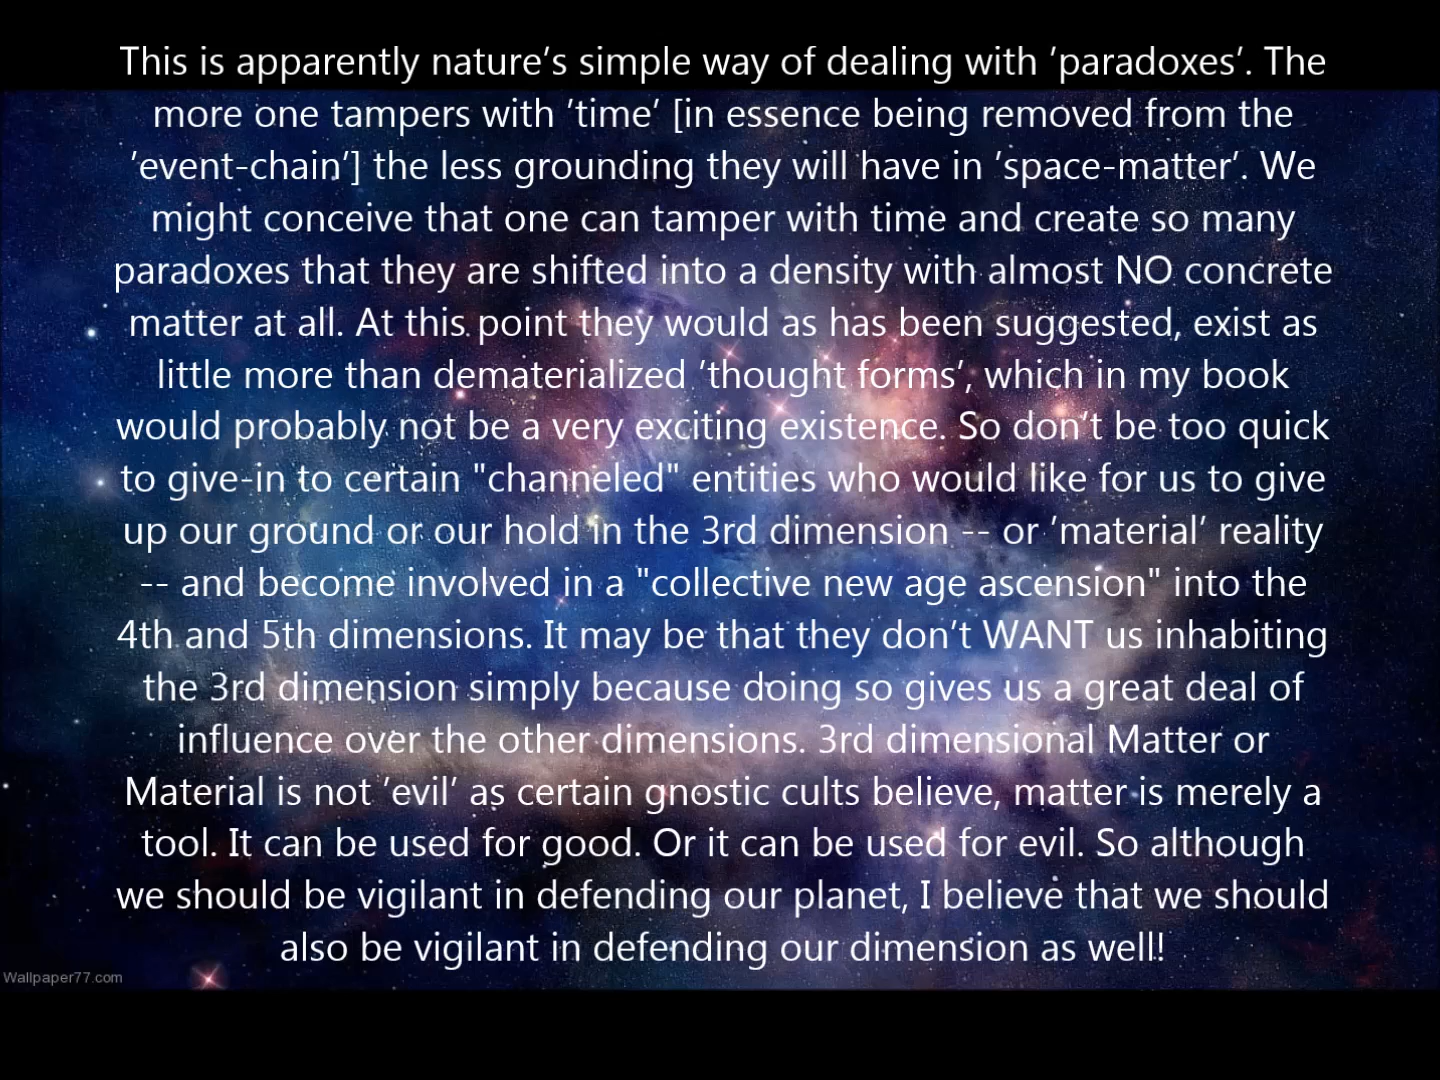 This is apparently nature's simple way of dealing with 'paradoxes'. The
more one tampers with 'time' [in essence being removed from the
'event-chain'] the less grounding they will have in 'space-matter'. We
might conceive that one can tamper with time and create so many
paradoxes that they are shifted into a density with almost NO concrete
matter at all. At this point they would as has been suggested, exist as
little more than dematerialized 'thought forms', which in my book
would probably not be a very exciting existence. So don't be too quick
to give-in to certain "channeled" entities who would like for us to give
up our ground or our hold in the 3rd dimension -- or 'material' reality
-- and become involved in a "collective new age ascension" into the
4th and 5th dimensions. It may be that they don't WANT us inhabiting
the 3rd dimension simply because doing so gives us a great deal of
influence over the other dimensions. 3rd dimensional Matter or
Material is not 'evil' as certain gnostic cults believe, matter is merely a
tool. It can be used for good. Or it can be used for evil. So although
we should be vigilant in defending our planet, I believe that we should
also be vigilant in defending our dimension as well!
Wallpaper77.com